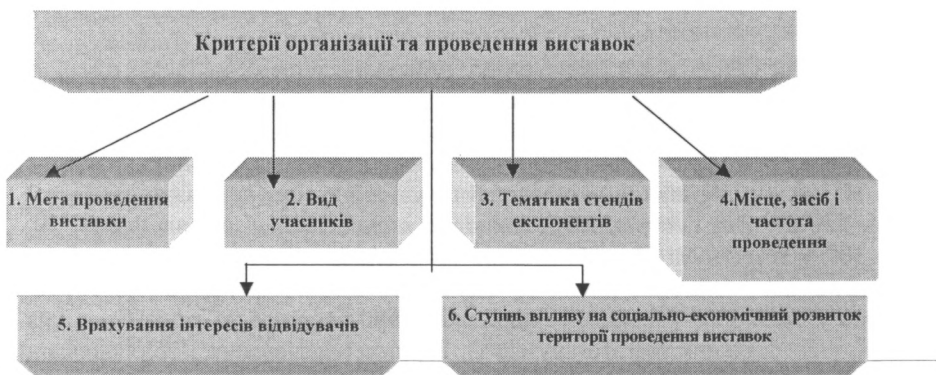 Критерії організації та проведення виставок
1. Мета проведення
виставки
2. Вид
учасників
3. Тематика стендів
експонентів
4.Місце, засіб і
частота
проведення
5. Врахування інтересів відвідувачів
6. Ступінь впливу на соціально-економічний розвиток
території проведення виставок